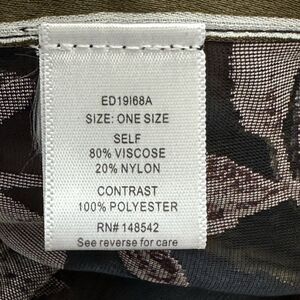 ED19I68A
SIZE: ONE SIZE
SELF
80% VISCOSE
20% NYLON
CONTRAST
100% POLYESTER
RN# 148542
See reverse for care